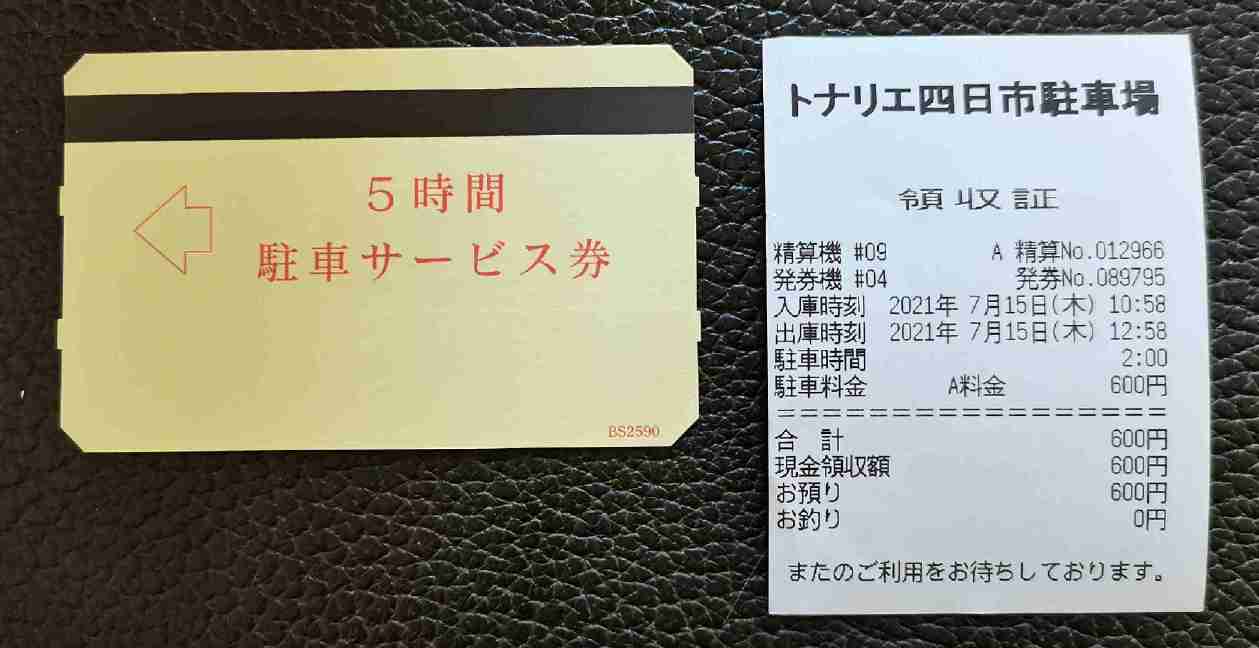 ５時間
駐車サービス券
BS2590
トナリエ四日市駐車場
領収証
精算機 #09 A 精算No.012966
発券機 #04 発券No.089795
入庫時刻 2021年 7月15日(木) 10:58
出庫時刻 2021年 7月15日(木) 12:58
駐車時間 2:00
駐車料金 A料金 600円
=================
合 計 600円
現金領収額 600円
お預り 600円
お釣り 0円
またのご利用をお待ちしております。